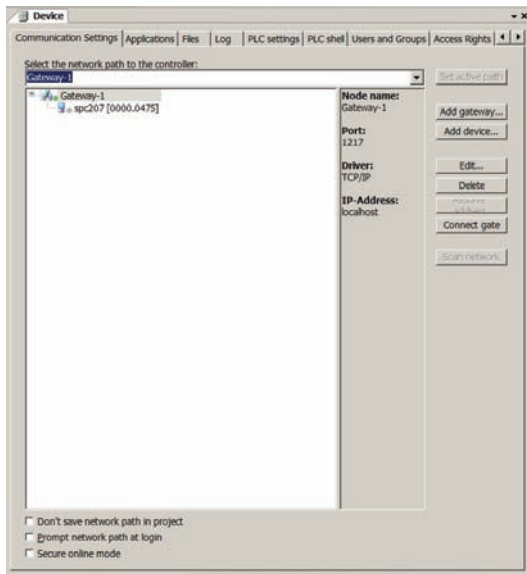 Device
Communication Settings Applications Files Log PLC settings PLC shell Users and Groups Access Rights
Select the network path to the controller:
Gateway-1
Set active path
Gateway-1
spc207 [0000.0475]
Node name:
Gateway-1
Port:
1217
Driver:
TCP/IP
IP-Address:
localhost
Add gateway...
Add device...
Edit...
Delete
Connect gate
Scan network
Don't save network path in project
Prompt network path at login
Secure online mode